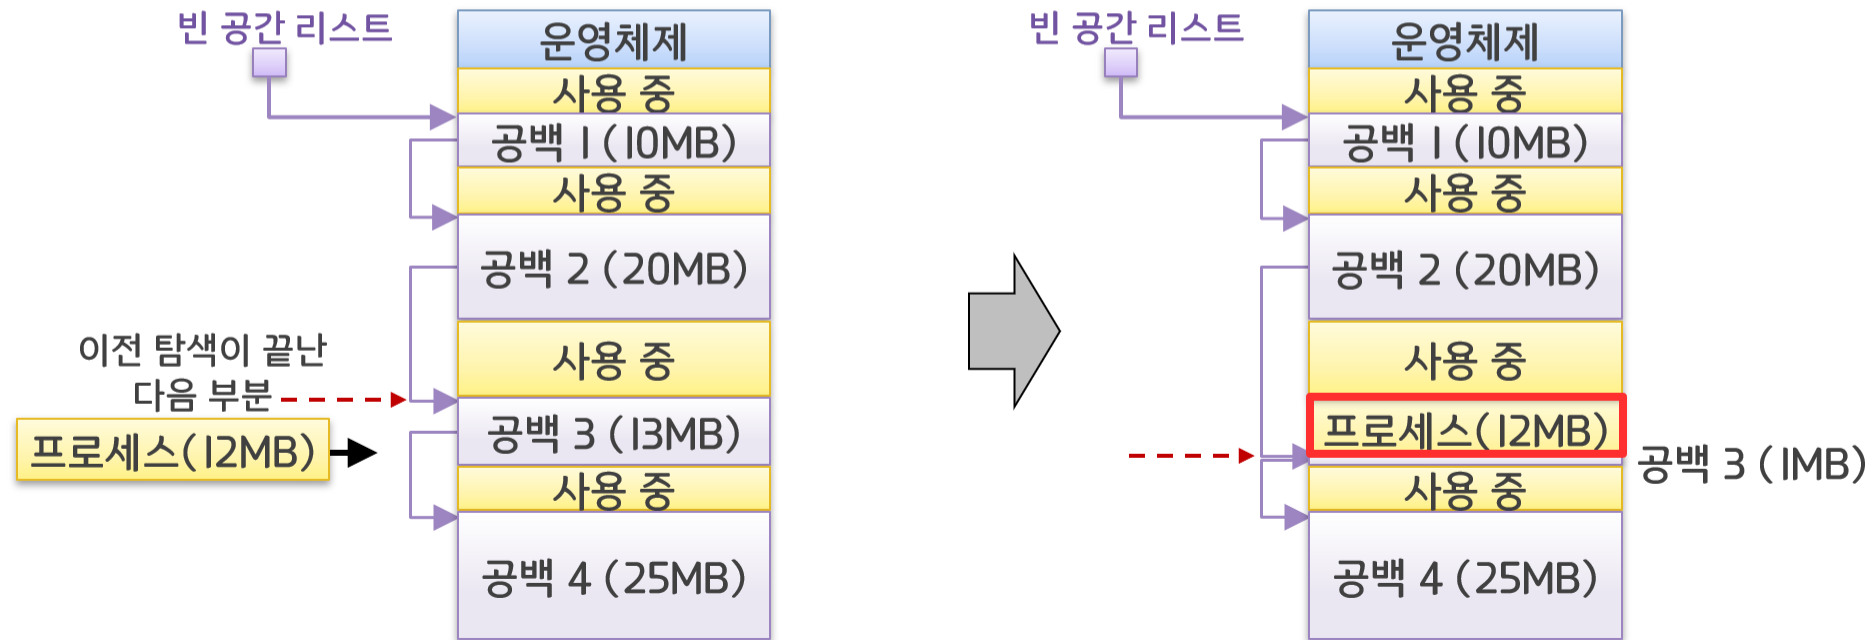 빈 공간 리스트
운영체제
사용 중
공백 1 (10MB)
사용 중
공백 2 (20MB)
사용 중
이전 탐색이 끝난
다음 부분
프로세스(12MB)
공백 3 (13MB)
사용 중
공백 4 (25MB)
빈 공간 리스트
운영체제
사용 중
공백 1 (10MB)
사용 중
공백 2 (20MB)
사용 중
프로세스(12MB)
공백 3 (1MB)
사용 중
공백 4 (25MB)